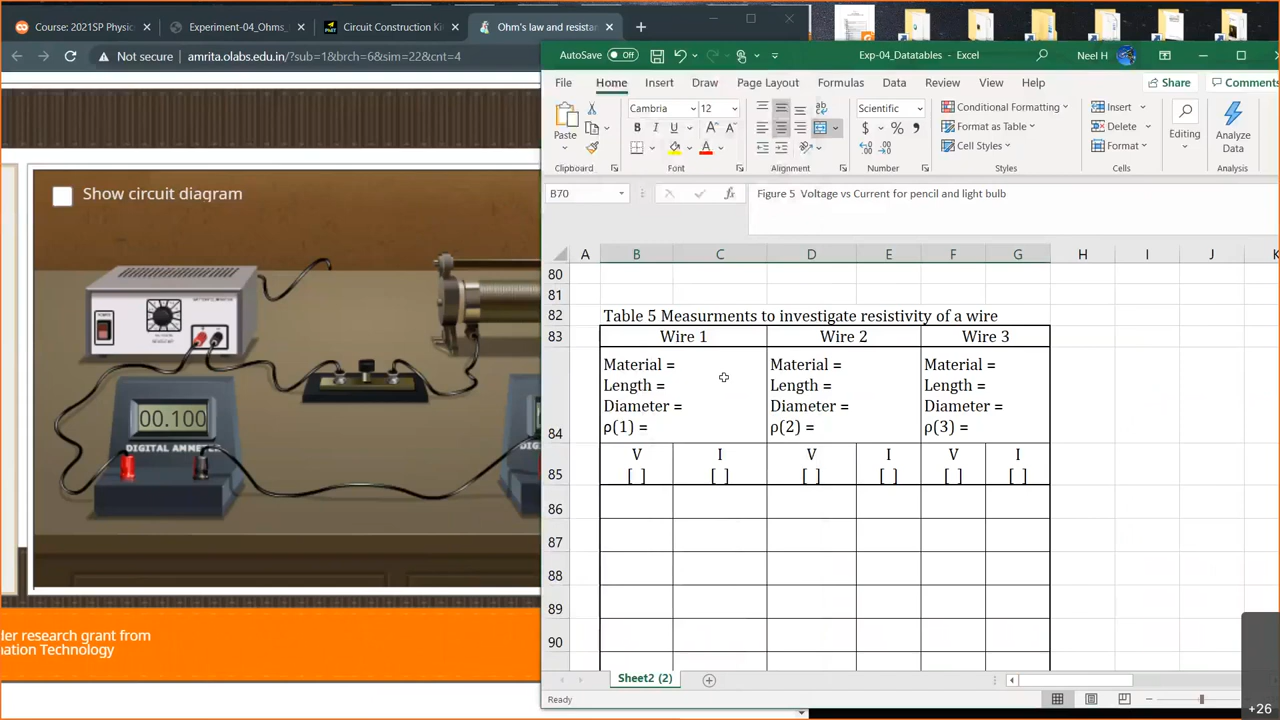 Course: 2021SP Physic
Experiment-04_Ohms
Circuit Construction Ki
Ohm's law and resistan
Not secure
amrita.olabs.edu.in/?sub=1&brch=6&sim=22&cnt=4
Show circuit diagram
00.100
DIGITAL AMMETER
DI
ler research grant from
nation Technology
AutoSave
Off
Exp-04_Datatables - Excel
Neel H
File
Home
Insert
Draw
Page Layout
Formulas
Data
Review
View
Help
Share
Comments
Paste
Cambria
12
B I U
A A
Scientific
$ % 9
Conditional Formatting
Format as Table
Cell Styles
Insert
Delete
Format
Editing
Analyze
Data
Clipboard
Font
Alignment
Number
Styles
Cells
Analysis
B70
fx
Figure 5 Voltage vs Current for pencil and light bulb
A B C D E F G H I J K
80
81
82 Table 5 Measurments to investigate resistivity of a wire
83 Wire 1 Wire 2 Wire 3
Material = Material = Material =
Length = Length = Length =
Diameter = Diameter = Diameter =
84 ρ(1) = ρ(2) = ρ(3) =
V I V I V I
85 [ ] [ ] [ ] [ ] [ ] [ ]
86
87
88
89
90
Sheet2 (2)
Ready
+26